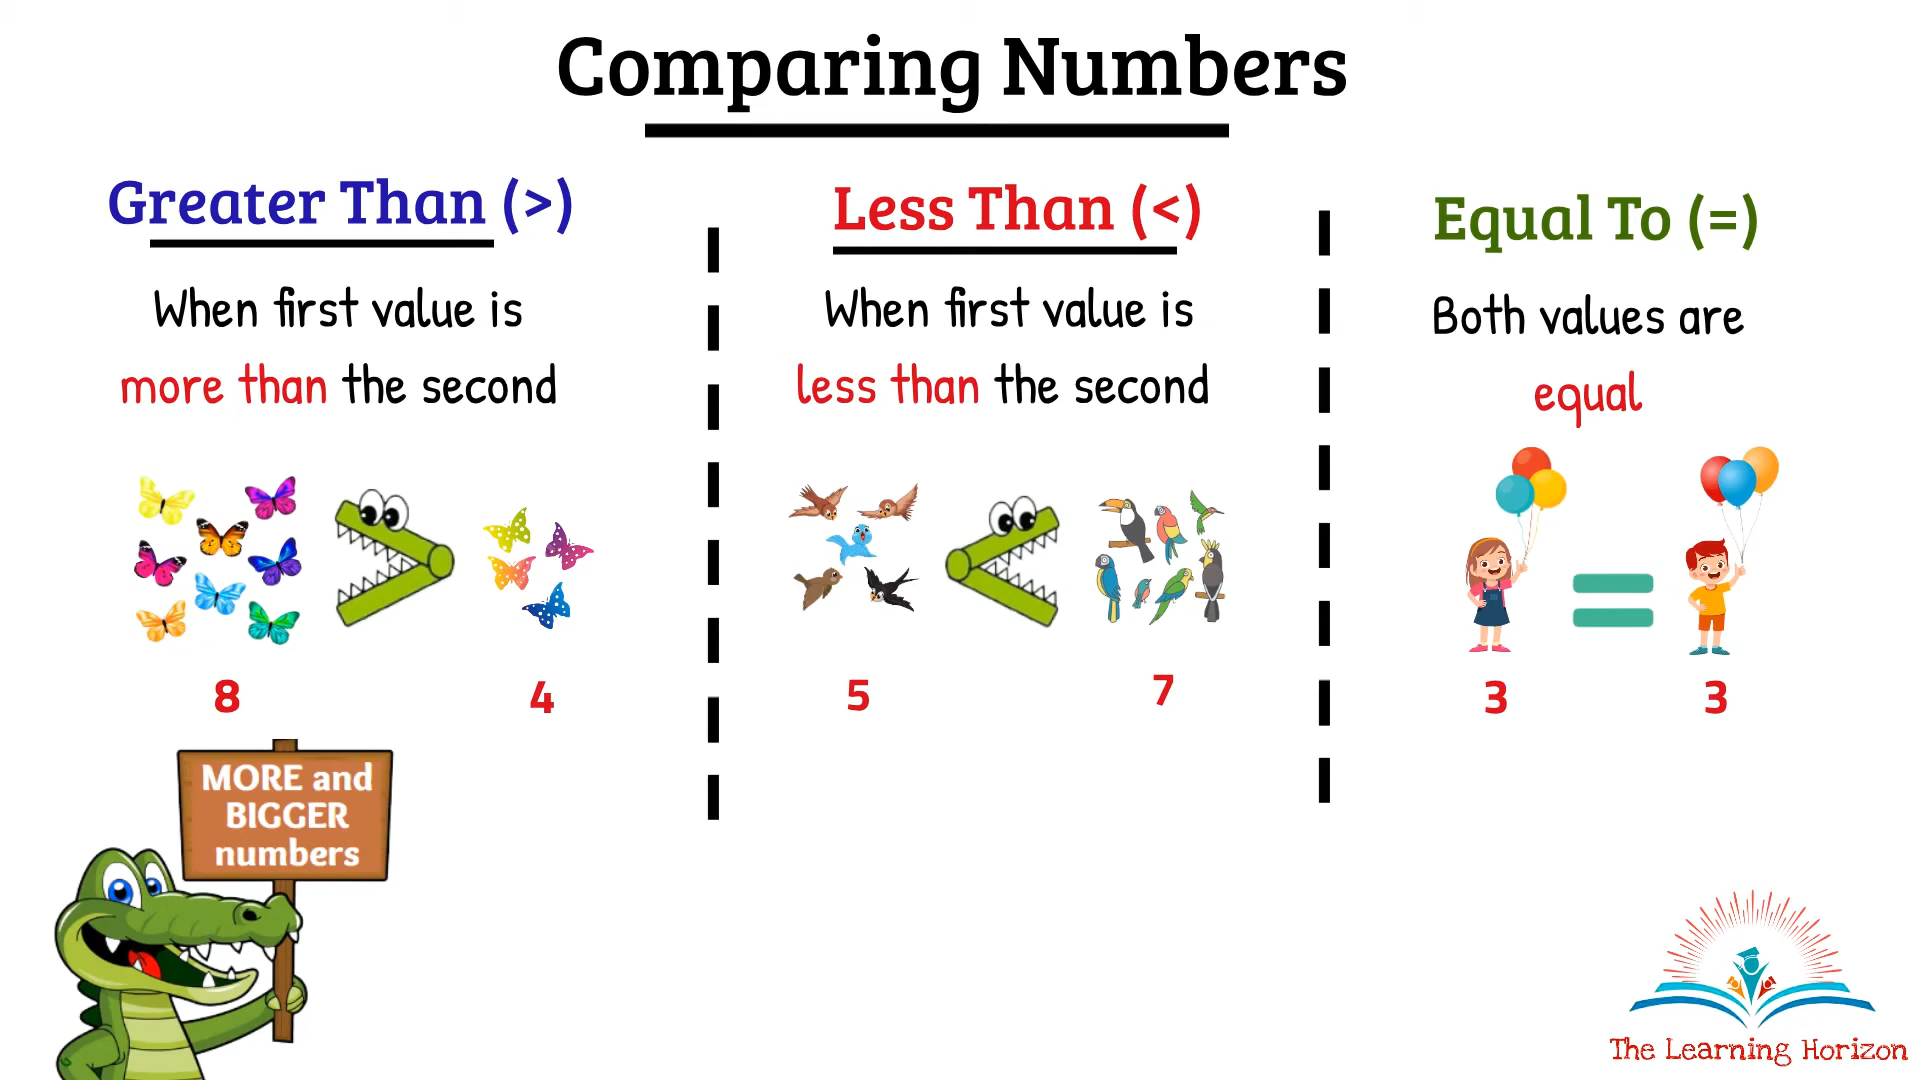 Comparing Numbers
Greater Than (>)
When first value is
more than the second
8
4
MORE and
BIGGER
numbers
Less Than (<)
When first value is
less than the second
5
7
Equal To (=)
Both values are
equal
3
3
The Learning Horizon